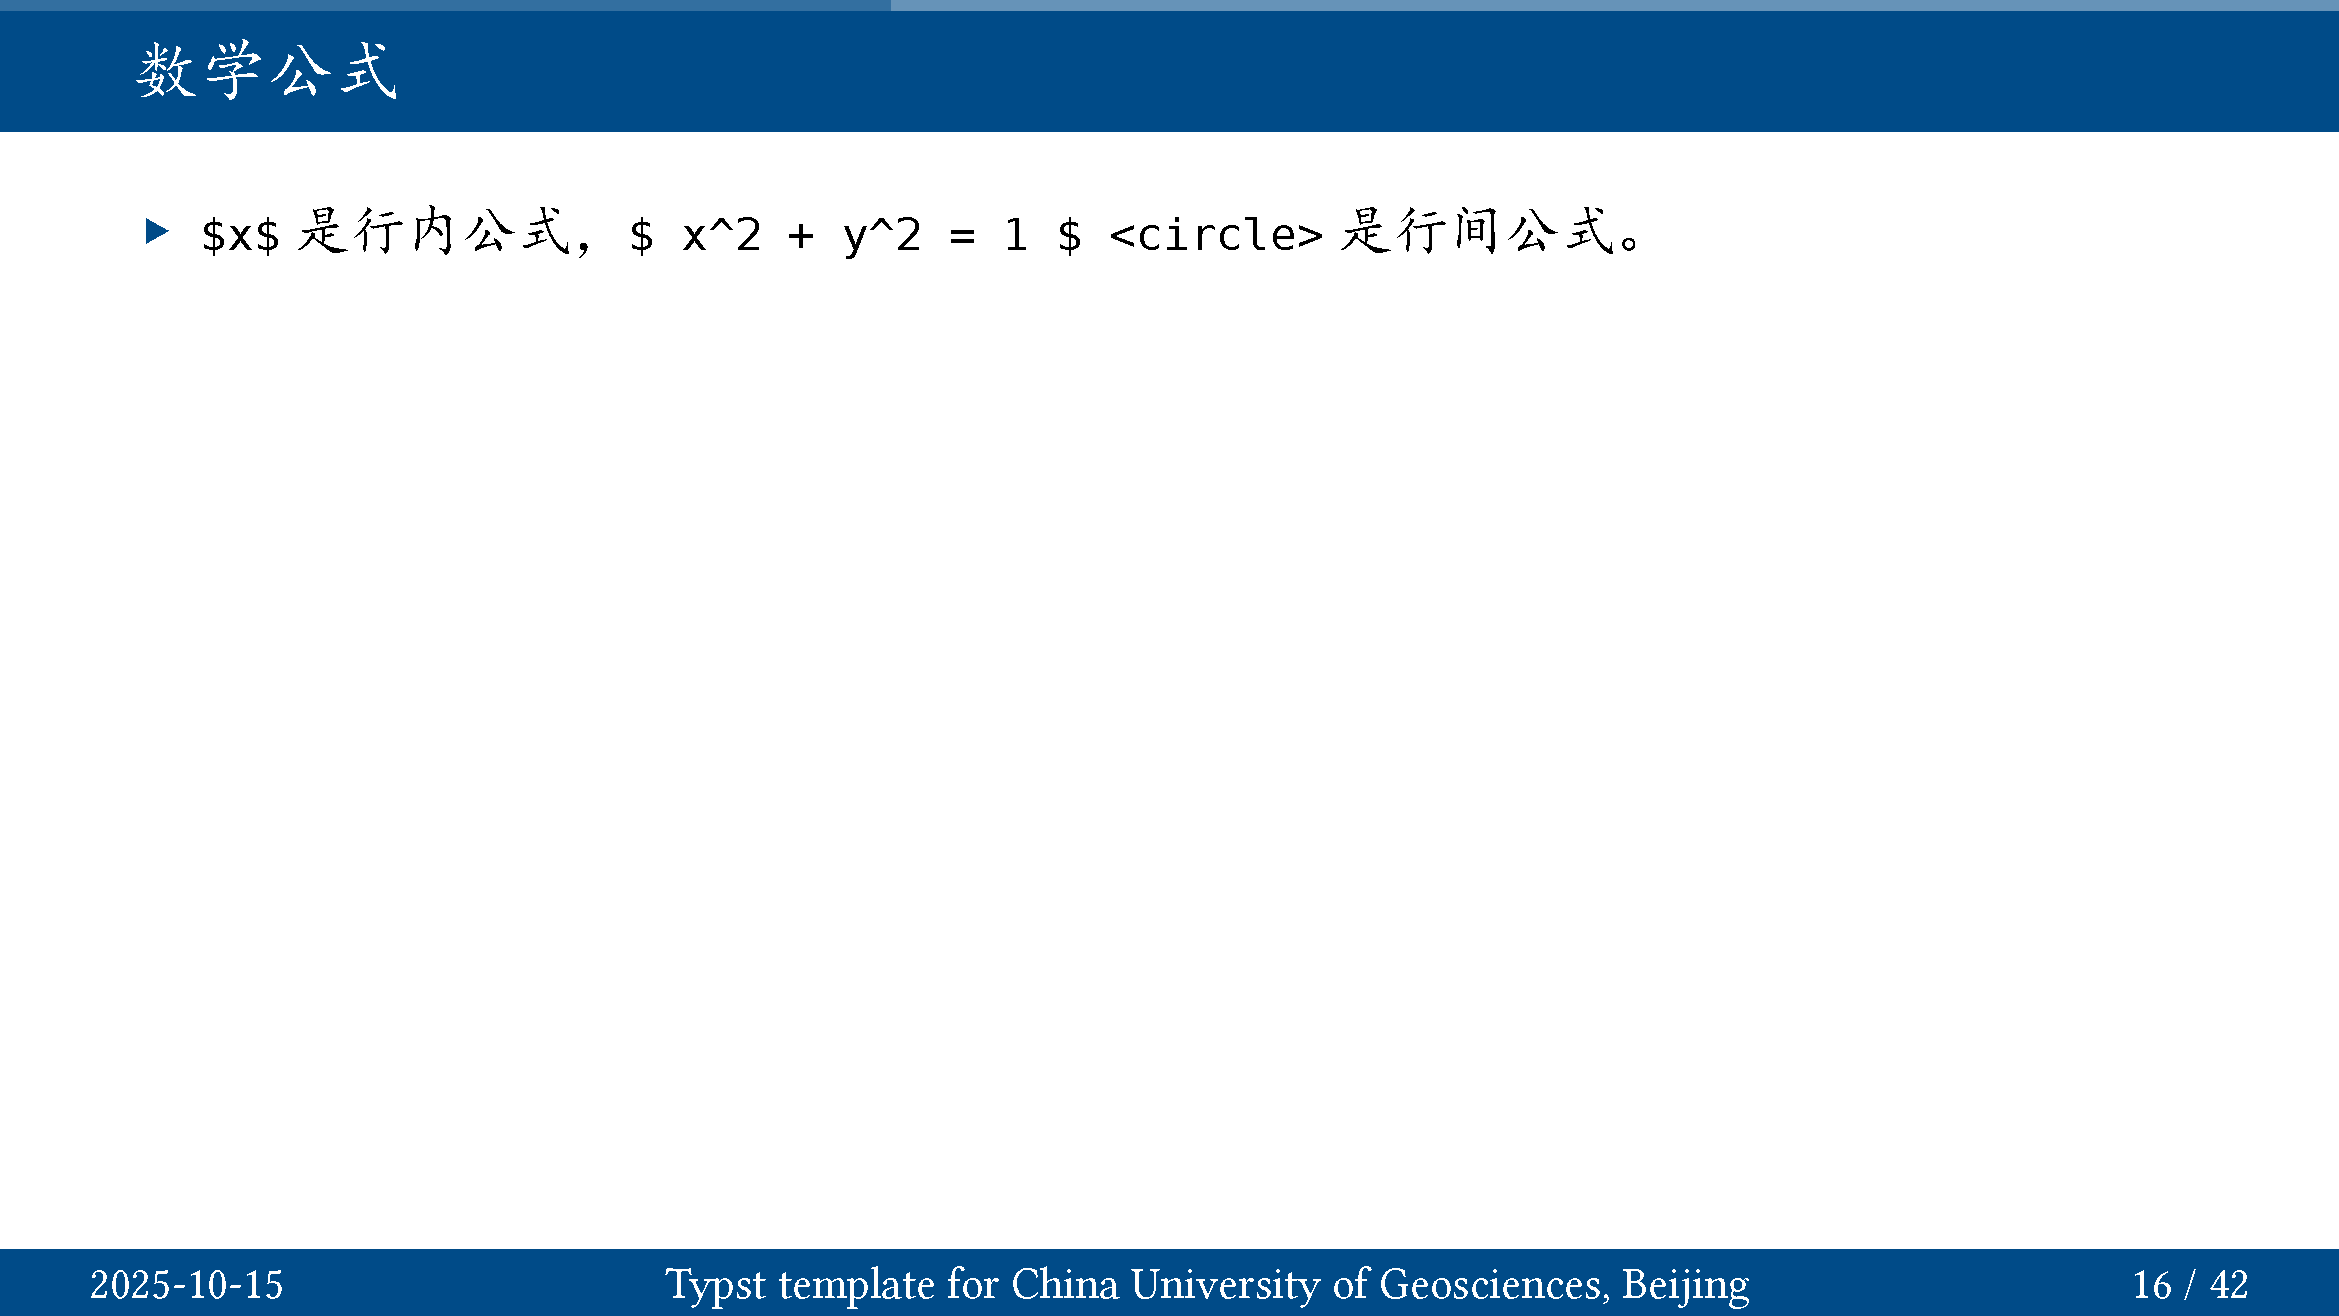 数学公式
$x$ 是行内公式，$ x^2 + y^2 = 1 $ <circle> 是行间公式。
2025-10-15
Typst template for China University of Geosciences, Beijing
16 / 42